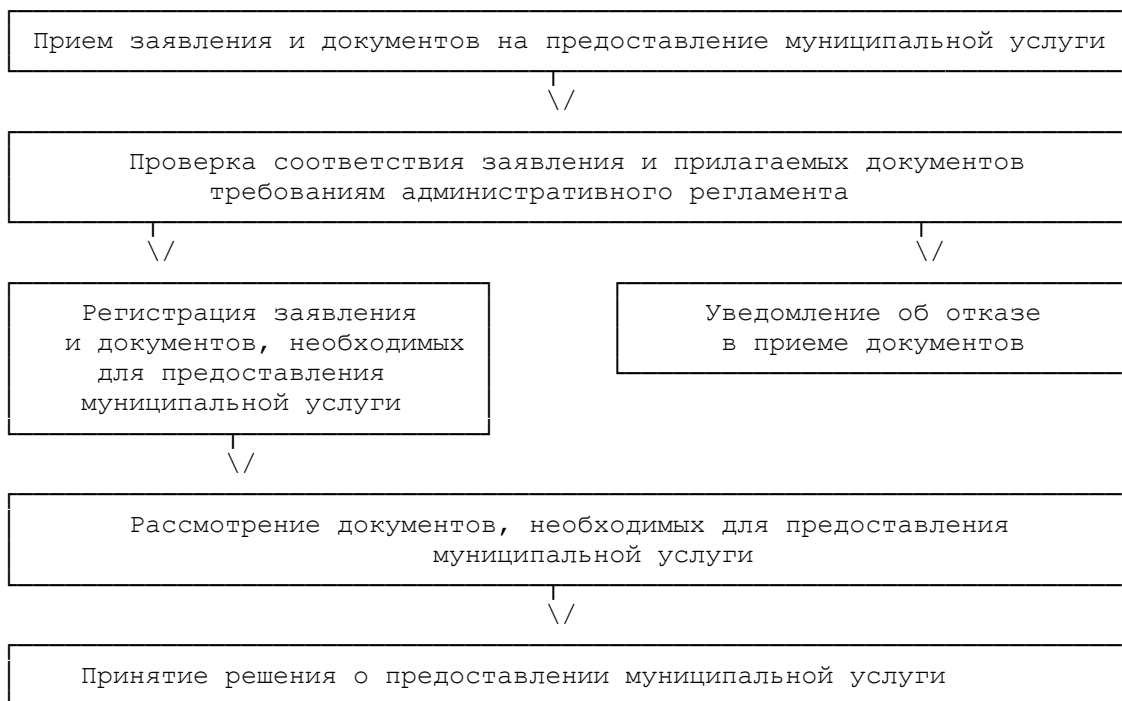 Прием заявления и документов на предоставление муниципальной услуги
\/
Проверка соответствия заявления и прилагаемых документов
требованиям административного регламента
\/ \/
Регистрация заявления
и документов, необходимых
для предоставления
муниципальной услуги
Уведомление об отказе
в приеме документов
\/
Рассмотрение документов, необходимых для предоставления
муниципальной услуги
\/
Принятие решения о предоставлении муниципальной услуги